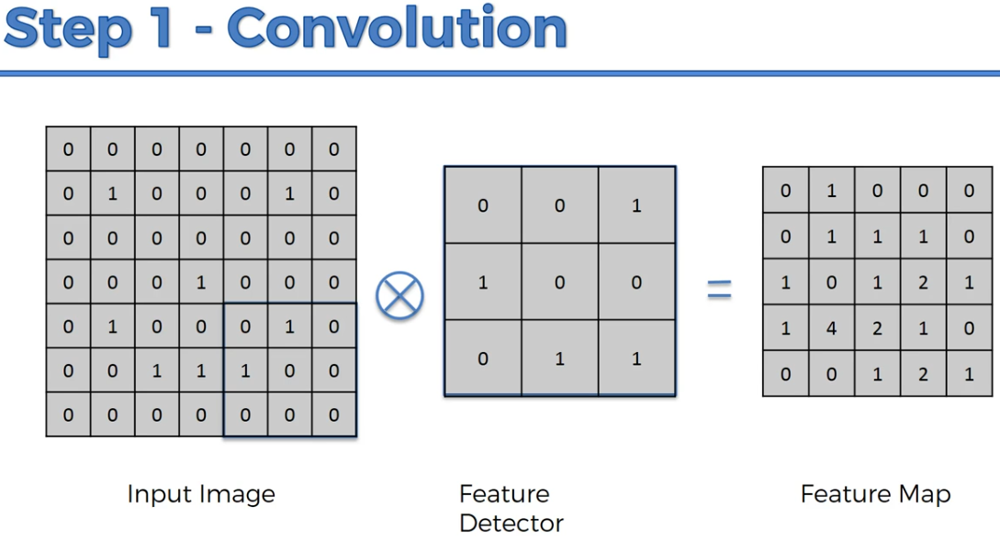 Step 1 - Convolution
0 0 0 0 0 0 0
0 1 0 0 0 1 0
0 0 0 0 0 0 0
0 0 0 1 0 0 0
0 1 0 0 0 1 0
0 0 1 1 1 0 0
0 0 0 0 0 0 0
0 0 1
1 0 0
0 1 1
=
0 1 0 0 0
0 1 1 1 0
1 0 1 2 1
1 4 2 1 0
0 0 1 2 1
Input Image
Feature
Detector
Feature Map